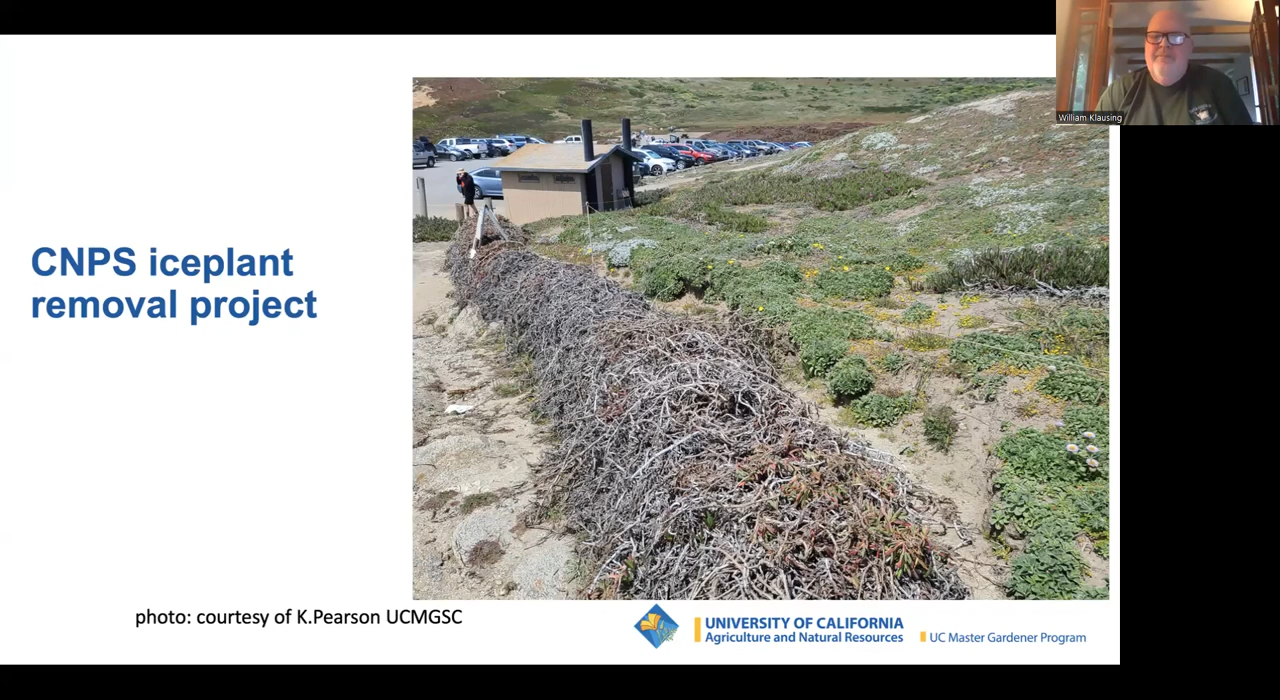 William Klausing
CNPS iceplant
removal project
photo: courtesy of K.Pearson UCMGSC
UNIVERSITY OF CALIFORNIA
Agriculture and Natural Resources
UC Master Gardener Program